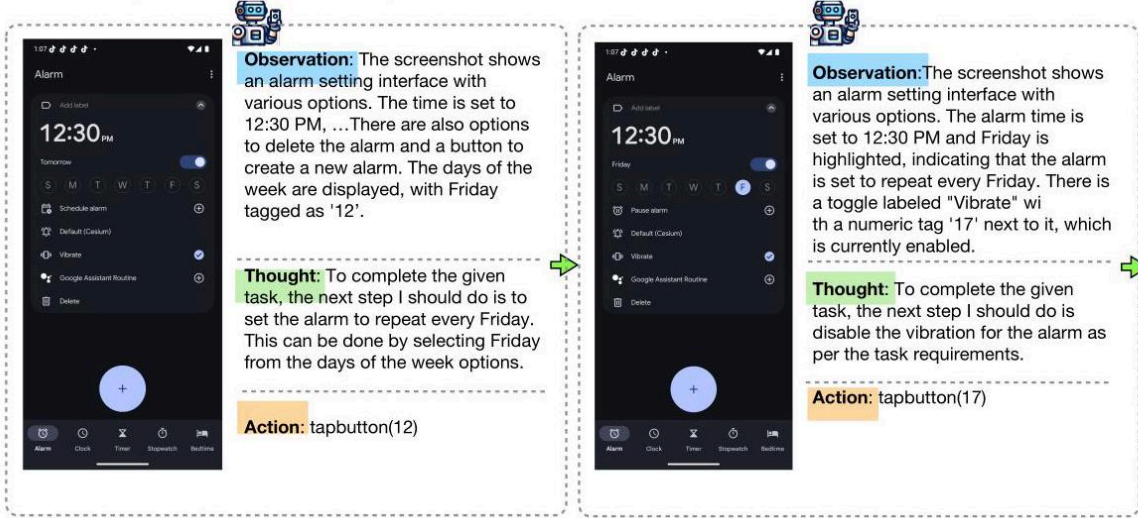 1:07
Alarm
Add label
12:30 PM
Tomorrow
S M T W T F S
Schedule alarm
Default (Cesium)
Vibrate
Google Assistant Routine
Delete
+
Alarm Clock Timer Stopwatch Bedtime
Observation: The screenshot shows
an alarm setting interface with
various options. The time is set to
12:30 PM, …There are also options
to delete the alarm and a button to
create a new alarm. The days of the
week are displayed, with Friday
tagged as '12’.
Thought: To complete the given
task, the next step I should do is to
set the alarm to repeat every Friday.
This can be done by selecting Friday
from the days of the week options.
Action: tapbutton(12)
1:07
Alarm
Add label
12:30 PM
Friday
S M T W T F S
Pause alarm
Default (Cesium)
Vibrate
Google Assistant Routine
Delete
+
Alarm Clock Timer Stopwatch Bedtime
Observation:The screenshot shows
an alarm setting interface with
various options. The alarm time is
set to 12:30 PM and Friday is
highlighted, indicating that the alarm
is set to repeat every Friday. There is
a toggle labeled "Vibrate" wi
th a numeric tag '17' next to it, which
is currently enabled.
Thought: To complete the given
task, the next step I should do is
disable the vibration for the alarm as
per the task requirements.
Action: tapbutton(17)